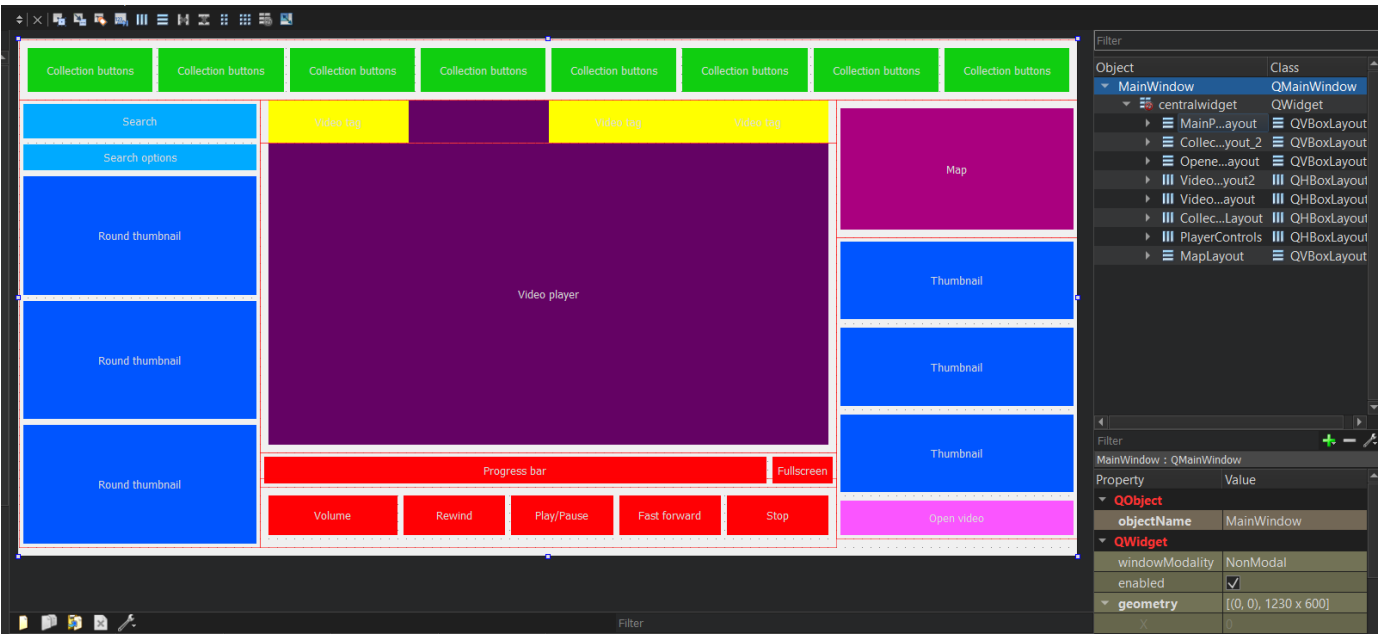 Collection buttons Collection buttons Collection buttons Collection buttons Collection buttons Collection buttons Collection buttons Collection buttons
Search
Search options
Round thumbnail
Round thumbnail
Round thumbnail
Video tag Video tag Video tag
Video player
Progress bar Fullscreen
Volume Rewind Play/Pause Fast forward Stop
Map
Thumbnail
Thumbnail
Thumbnail
Open video
Filter
Filter
Object Class
MainWindow QMainWindow
centralwidget QWidget
MainP...ayout QVBoxLayout
Collec...yout_2 QVBoxLayout
Opene...ayout QVBoxLayout
Video...yout2 QHBoxLayout
Video...ayout QHBoxLayout
Collec...Layout QHBoxLayout
PlayerControls QHBoxLayout
MapLayout QVBoxLayout
Filter
MainWindow : QMainWindow
Property Value
QObject
objectName MainWindow
QWidget
windowModality NonModal
enabled
geometry [(0, 0), 1230 x 600]
X 0